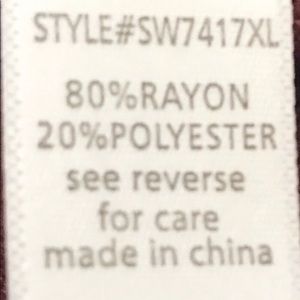 STYLE#SW7417XL
80%RAYON
20%POLYESTER
see reverse
for care
made in china